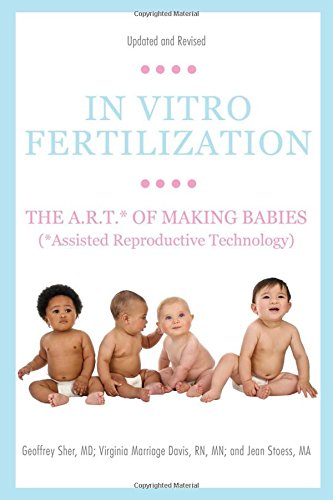 Updated and Revised
IN VITRO
FERTILIZATION
THE A.R.T.* OF MAKING BABIES
(*Assisted Reproductive Technology)
Geoffrey Sher, MD; Virginia Marriage Davis, RN, MN; and Jean Stoess, MA